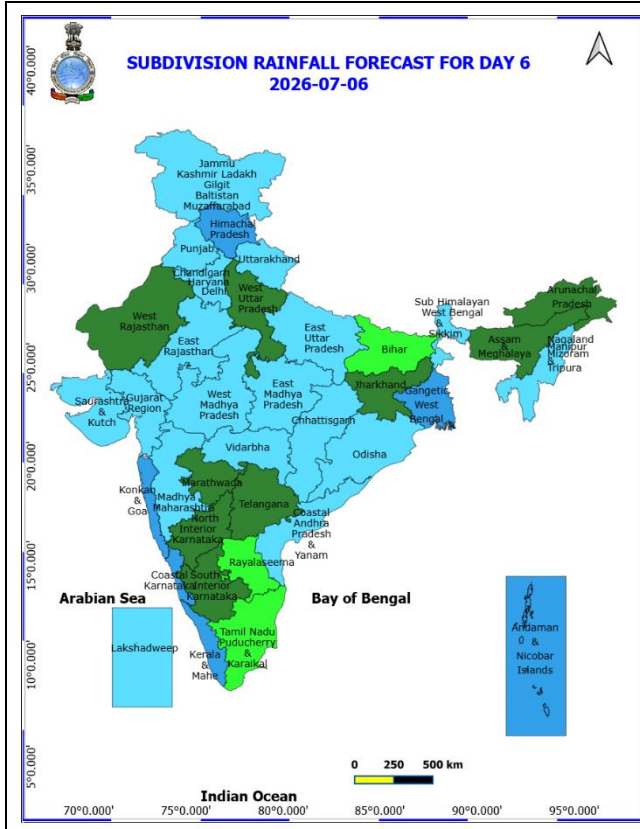 SUBDIVISION RAINFALL FORECAST FOR DAY 6
2026-07-06
40°0.000'
35°0.000'
30°0.000'
25°0.000'
20°0.000'
15°0.000'
10°0.000'
5°0.000'
Jammu
Kashmir Ladakh
Gilgit
Baltistan
Muzaffarabad
Himachal
Pradesh
Punjab
Uttarakhand
Chandigarh
Haryana
Delhi
West
Uttar
Pradesh
West
Rajasthan
East
Rajasthan
East
Uttar
Pradesh
Bihar
Sub Himalayan
West Bengal
&
Sikkim
Arunachal
Pradesh
Assam
&
Meghalaya
Nagaland
Manipur
Mizoram
&
Tripura
Jharkhand
Gangetic
West
Bengal
Saurashtra
& Kutch
Gujarat
Region
West
Madhya
Pradesh
East
Madhya
Pradesh
Chhattisgarh
Odisha
Vidarbha
Konkan
&
Goa
Madhya
Maharashtra
Marathwada
Telangana
North
Interior
Karnataka
Coastal
Andhra
Pradesh
&
Yanam
Rayalaseema
Coastal
Karnataka
South
Interior
Karnataka
Arabian Sea
Bay of Bengal
Lakshadweep
Kerala
&
Mahe
Tamil Nadu
Puducherry
&
Karaikal
Andaman
&
Nicobar
Islands
0 250 500 km
Indian Ocean
70°0.000' 75°0.000' 80°0.000' 85°0.000' 90°0.000' 95°0.000'